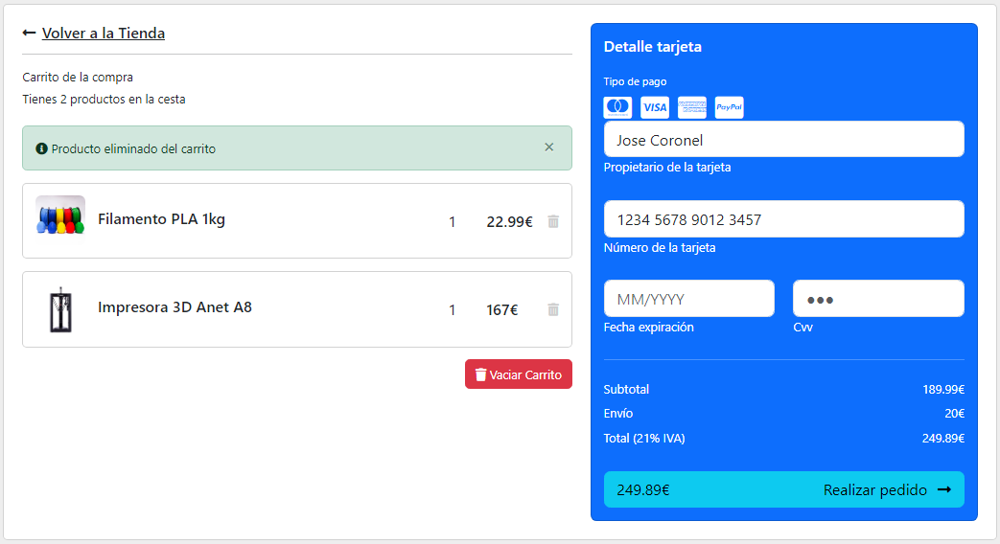 Volver a la Tienda
Carrito de la compra
Tienes 2 productos en la cesta
Producto eliminado del carrito
Filamento PLA 1kg 1 22.99€
Impresora 3D Anet A8 1 167€
Vaciar Carrito
Detalle tarjeta
Tipo de pago
VISA PayPal
Jose Coronel
Propietario de la tarjeta
1234 5678 9012 3457
Número de la tarjeta
MM/YYYY ●●●
Fecha expiración Cvv
Subtotal 189.99€
Envío 20€
Total (21% IVA) 249.89€
249.89€ Realizar pedido